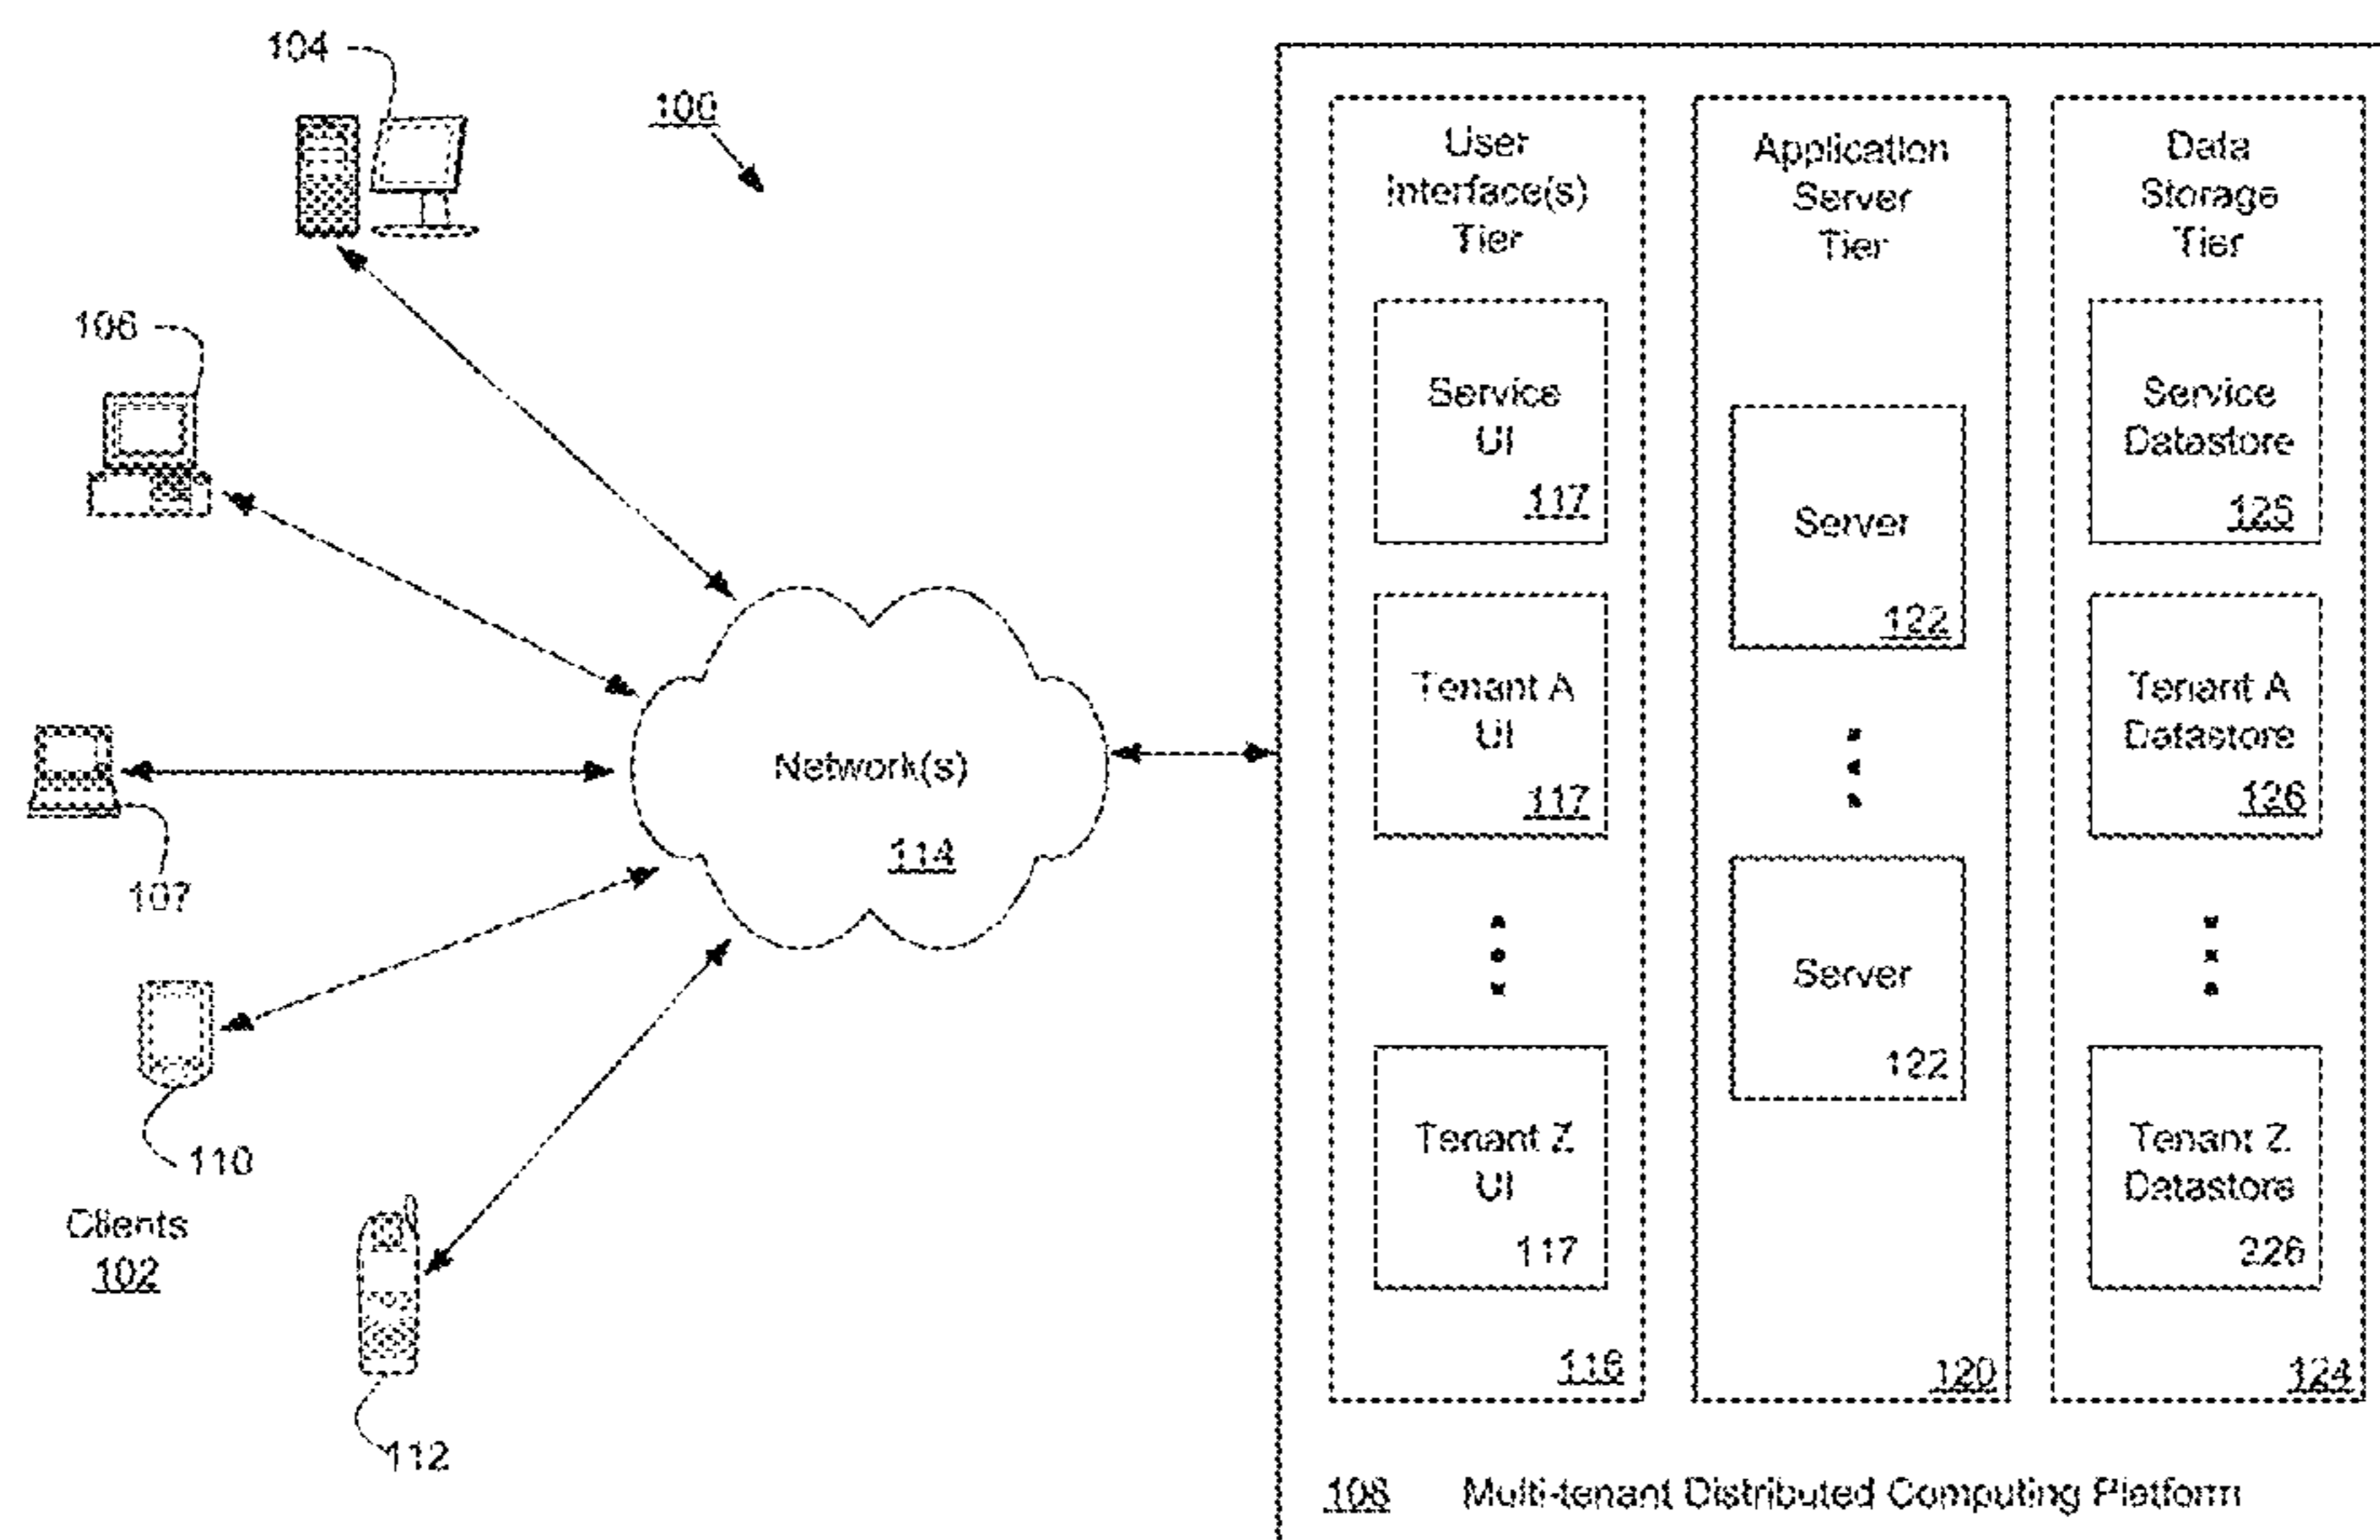 104
100
106
107
110
Clients
102
112
Network(s)
114
User
Interface(s)
Tier
Service
UI
117
Tenant A
UI
117
Tenant Z
UI
117
116
Application
Server
Tier
Server
122
Server
122
120
Data
Storage
Tier
Service
Datastore
125
Tenant A
Datastore
126
Tenant Z
Datastore
226
124
108 Multi-tenant Distributed Computing Platform